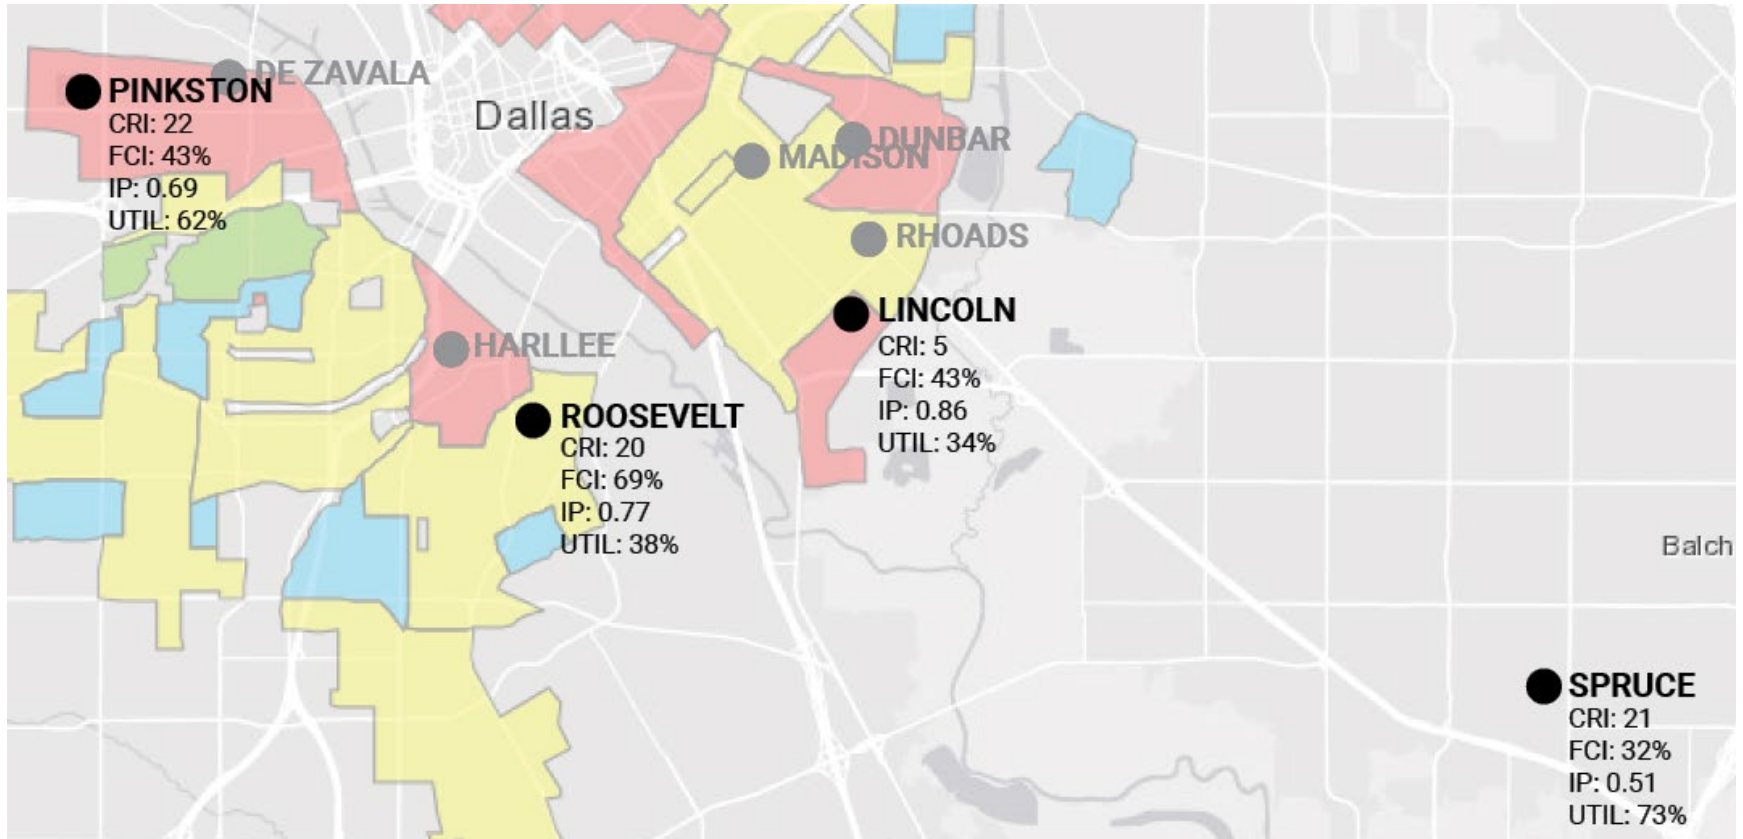 DE ZAVALA
PINKSTON
CRI: 22
FCI: 43%
IP: 0.69
UTIL: 62%
Dallas
DUNBAR
MADISON
RHOADS
LINCOLN
CRI: 5
FCI: 43%
IP: 0.86
UTIL: 34%
HARLLEE
ROOSEVELT
CRI: 20
FCI: 69%
IP: 0.77
UTIL: 38%
Balch
SPRUCE
CRI: 21
FCI: 32%
IP: 0.51
UTIL: 73%